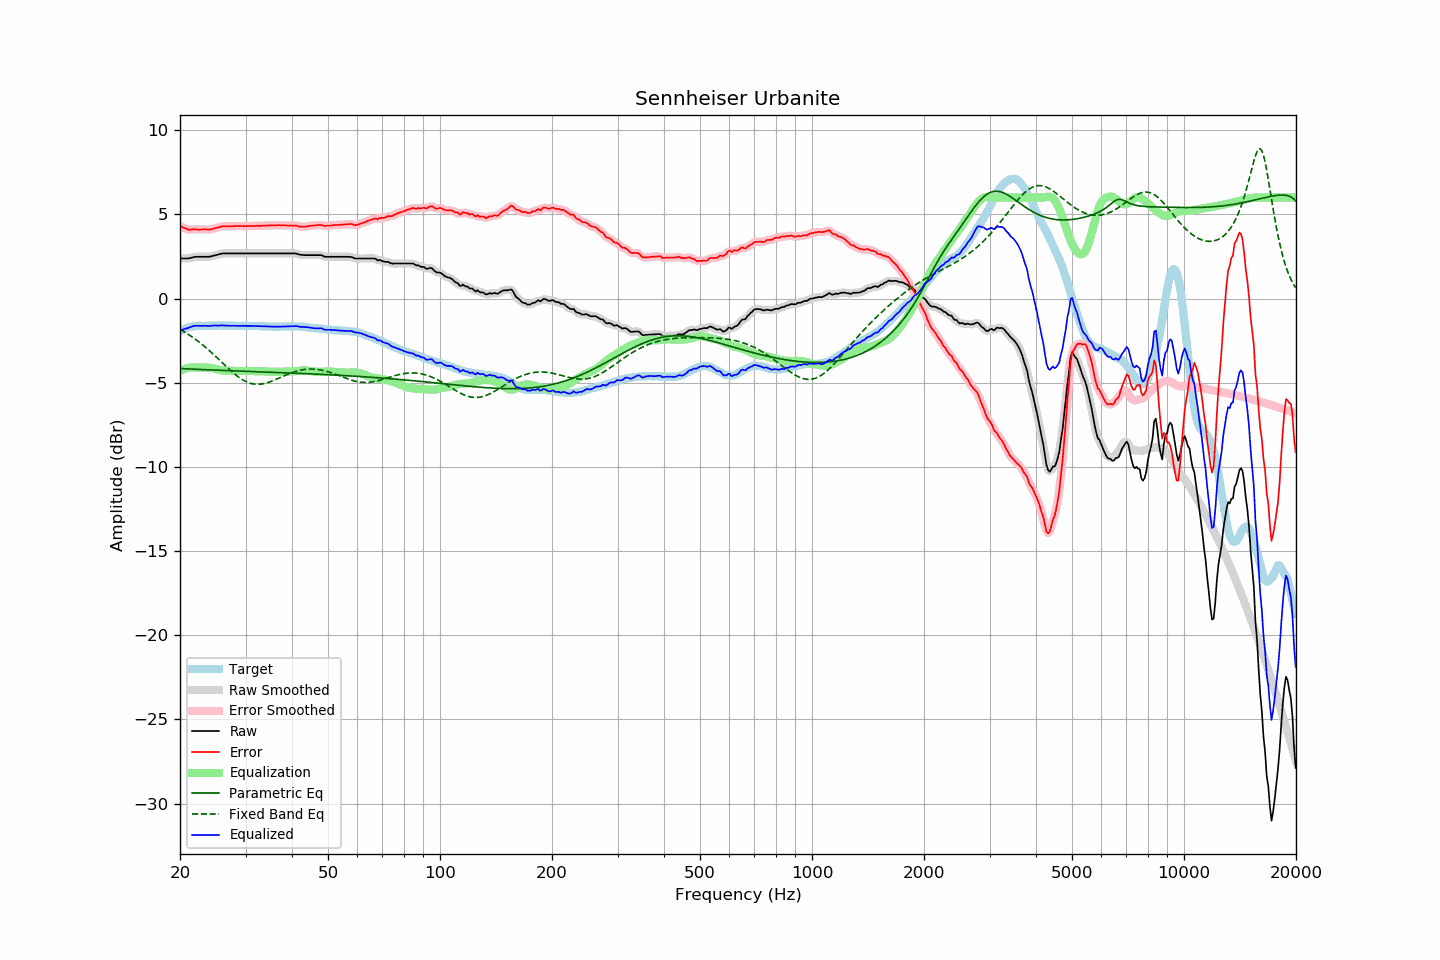 Sennheiser Urbanite
10
5
0
−5
−10
−15
−20
−25
−30
Amplitude (dBr)
Target
Raw Smoothed
Error Smoothed
Raw
Error
Equalization
Parametric Eq
Fixed Band Eq
Equalized
20 50 100 200 500 1000 2000 5000 10000 20000
Frequency (Hz)